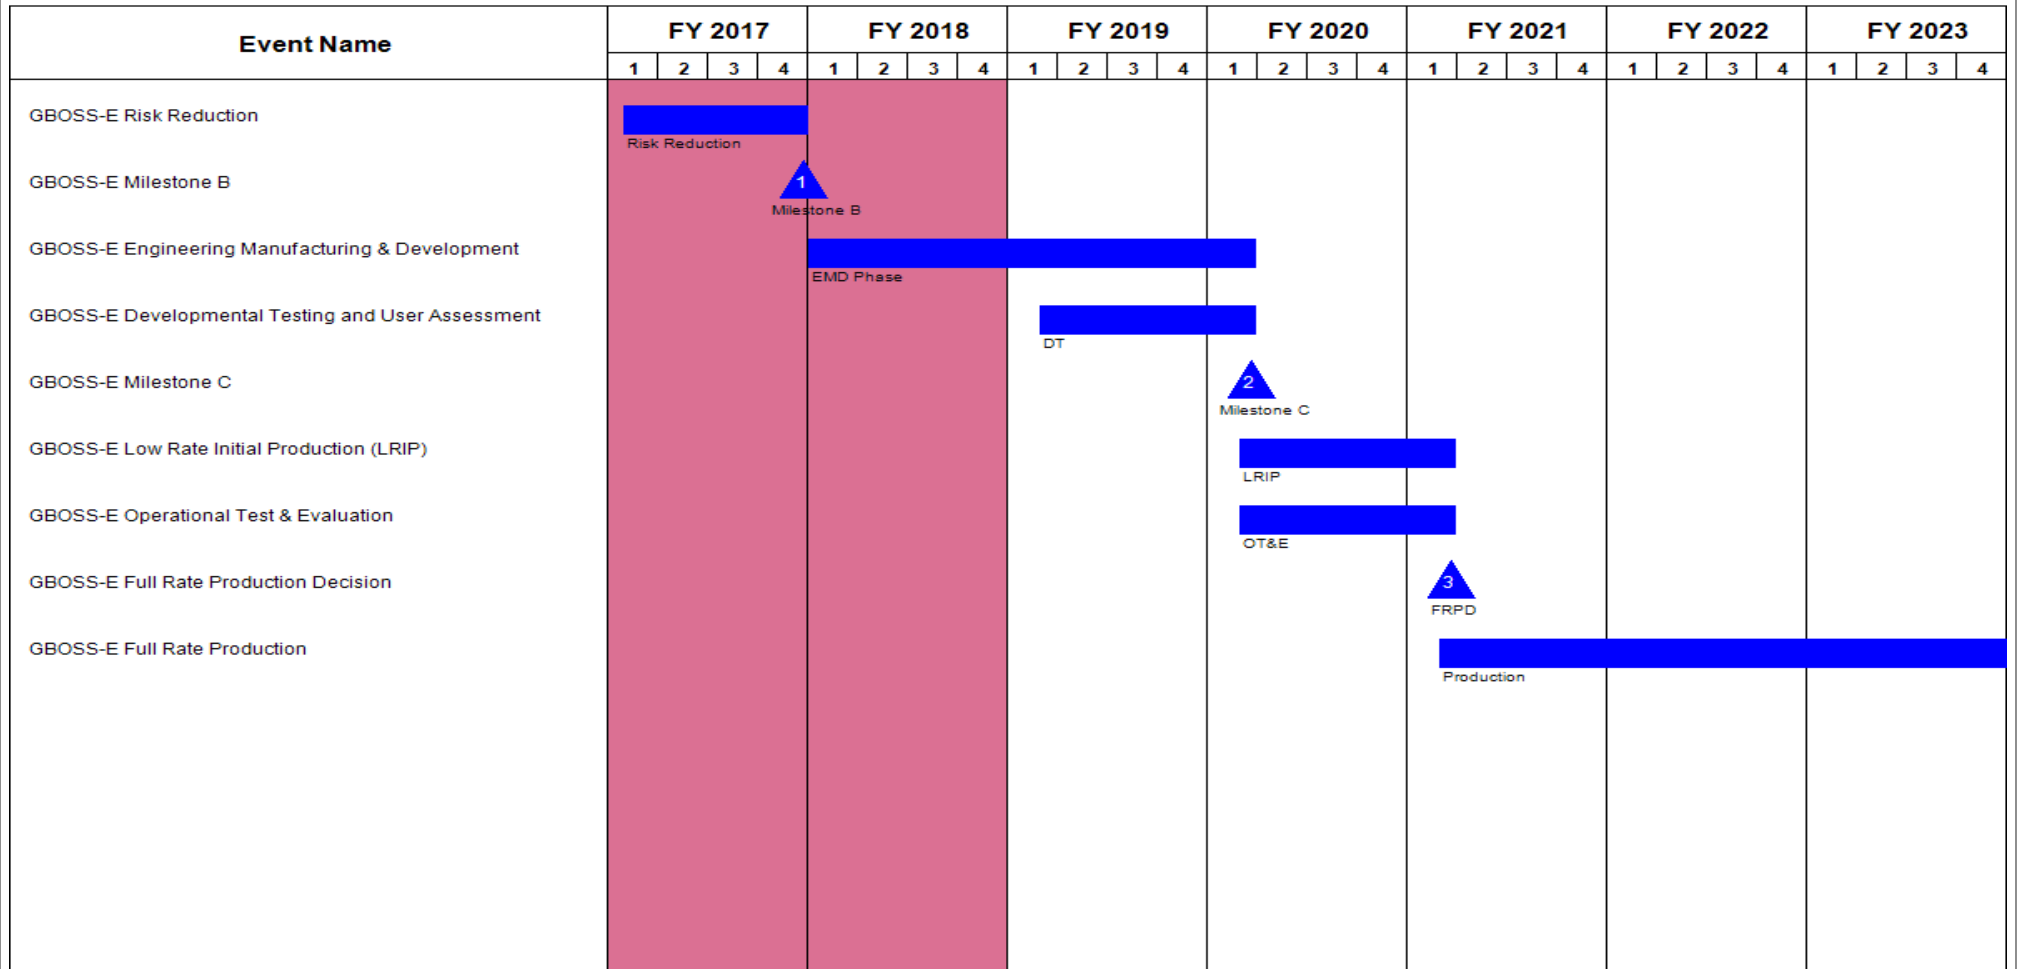 Event Name
FY 2017 FY 2018 FY 2019 FY 2020 FY 2021 FY 2022 FY 2023
1 2 3 4 1 2 3 4 1 2 3 4 1 2 3 4 1 2 3 4 1 2 3 4 1 2 3 4
GBOSS-E Risk Reduction
Risk Reduction
GBOSS-E Milestone B
1
Milestone B
GBOSS-E Engineering Manufacturing & Development
EMD Phase
GBOSS-E Developmental Testing and User Assessment
DT
GBOSS-E Milestone C
2
Milestone C
GBOSS-E Low Rate Initial Production (LRIP)
LRIP
GBOSS-E Operational Test & Evaluation
OT&E
GBOSS-E Full Rate Production Decision
3
FRPD
GBOSS-E Full Rate Production
Production